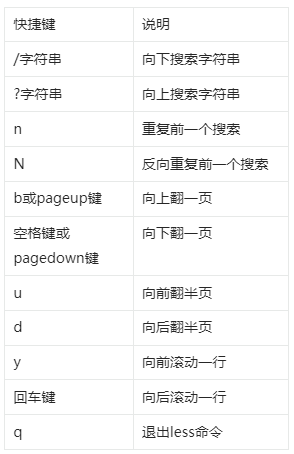 快捷键 说明
/字符串 向下搜索字符串
?字符串 向上搜索字符串
n 重复前一个搜索
N 反向重复前一个搜索
b或pageup键 向上翻一页
空格键或 向下翻一页
pagedown键
u 向前翻半页
d 向后翻半页
y 向前滚动一行
回车键 向后滚动一行
q 退出less命令